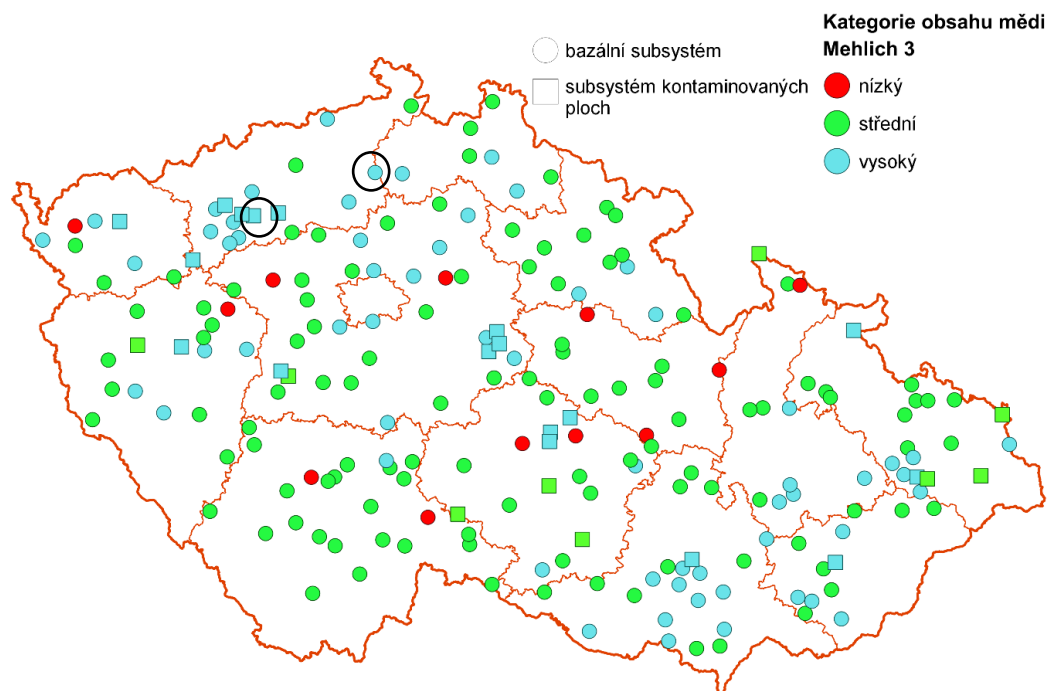 Kategorie obsahu mědi
Mehlich 3
bazální subsystém
subsystém kontaminovaných
ploch
nízký
střední
vysoký